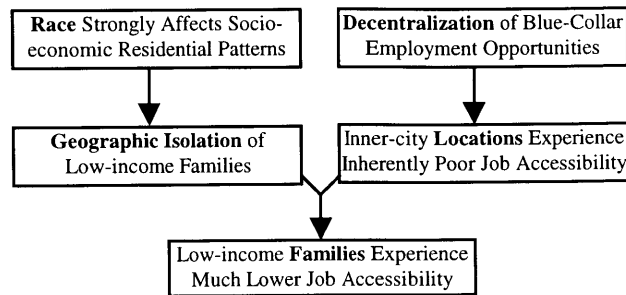 Race Strongly Affects Socio-
economic Residential Patterns
Decentralization of Blue-Collar
Employment Opportunities
Geographic Isolation of
Low-income Families
Inner-city Locations Experience
Inherently Poor Job Accessibility
Low-income Families Experience
Much Lower Job Accessibility